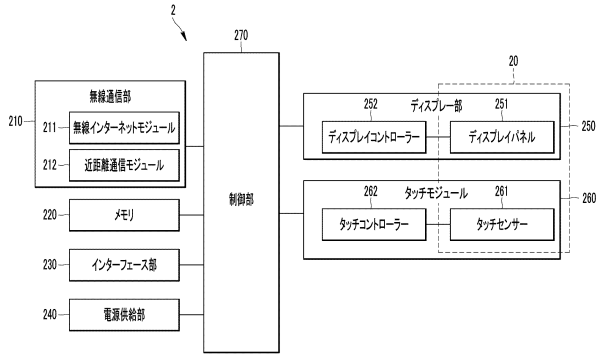 2
270
20
無線通信部
210
211
無線インターネットモジュール
212
近距離通信モジュール
220
メモリ
230
インターフェース部
240
電源供給部
制御部
ディスプレー部
252
251
ディスプレイコントローラー
ディスプレイパネル
250
タッチモジュール
262
261
タッチコントローラー
タッチセンサー
260